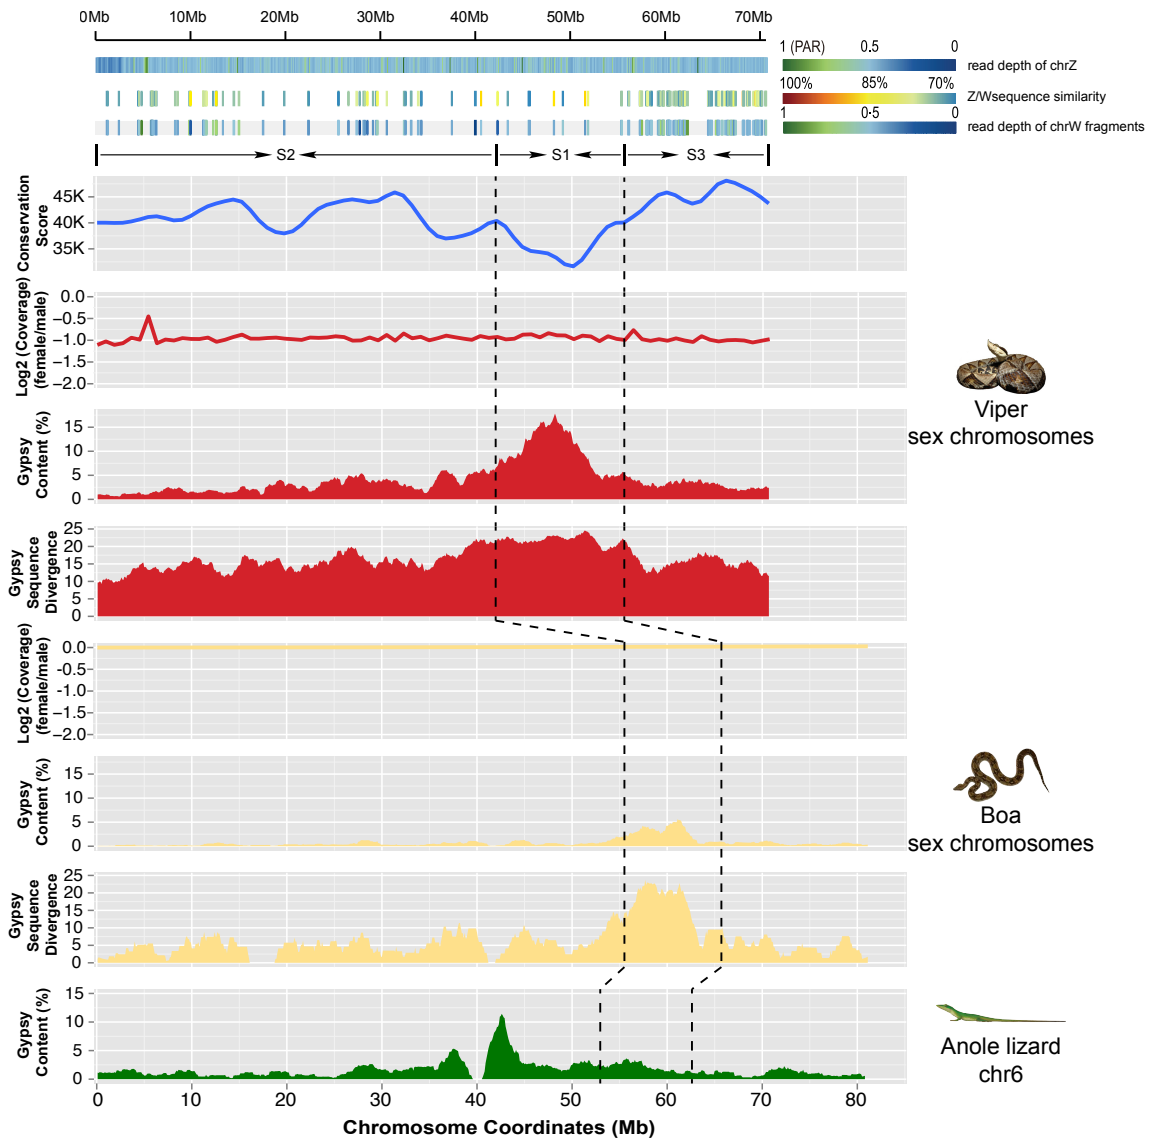 0Mb 10Mb 20Mb 30Mb 40Mb 50Mb 60Mb 70Mb
1 (PAR) 0.5 0
read depth of chrZ
100% 85% 70%
Z/Wsequence similarity
1 0·5 0
read depth of chrW fragments
S2 S1 S3
Conservation
Score
45K
40K
35K
Log2 (Coverage)
(female/male)
0.0
-0.5
-1.0
-1.5
-2.0
Viper
sex chromosomes
Gypsy
Content (%)
15
10
5
0
Gypsy
Sequence
Divergence
25
20
15
10
5
0
Log2 (Coverage)
(female/male)
0.0
-0.5
-1.0
-1.5
-2.0
Gypsy
Content (%)
15
10
5
0
Boa
sex chromosomes
Gypsy
Sequence
Divergence
25
20
15
10
5
0
Gypsy
Content (%)
15
10
5
0
Anole lizard
chr6
0 10 20 30 40 50 60 70 80
Chromosome Coordinates (Mb)